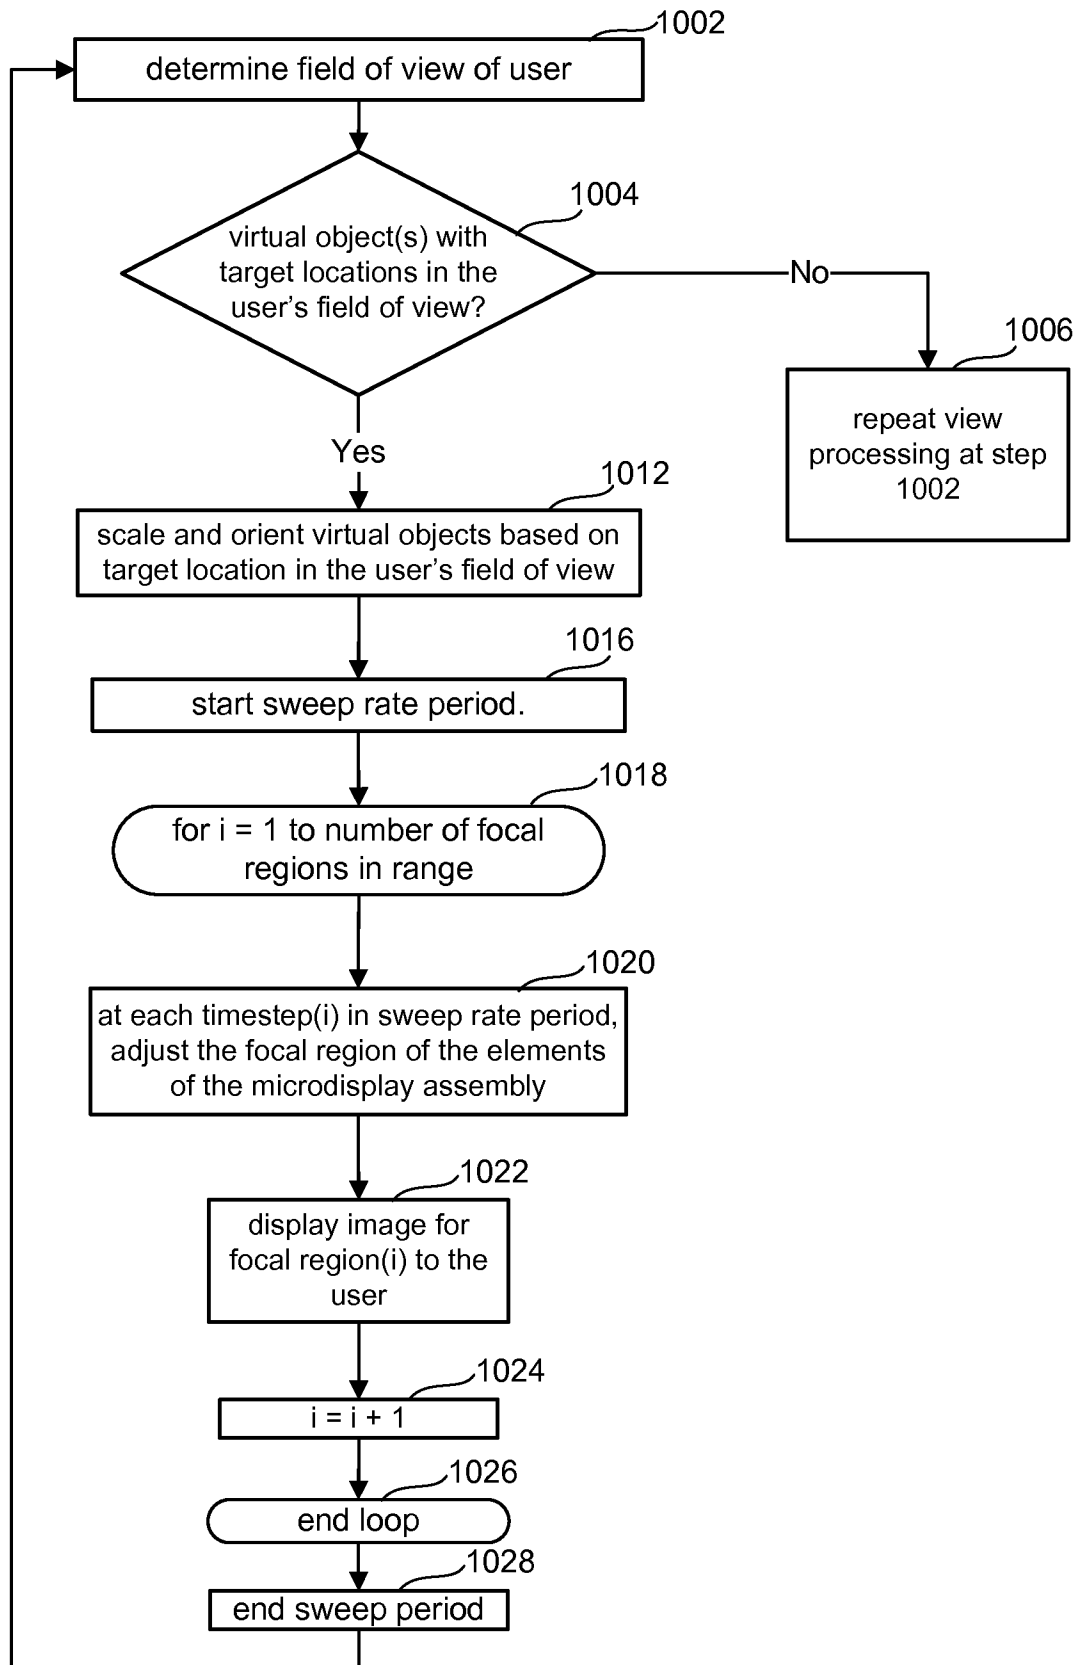 1002
determine field of view of user
1004
virtual object(s) with
target locations in the
user's field of view?
No
1006
repeat view
processing at step
1002
Yes
1012
scale and orient virtual objects based on
target location in the user's field of view
1016
start sweep rate period.
1018
for i = 1 to number of focal
regions in range
1020
at each timestep(i) in sweep rate period,
adjust the focal region of the elements
of the microdisplay assembly
1022
display image for
focal region(i) to the
user
1024
i = i + 1
1026
end loop
1028
end sweep period